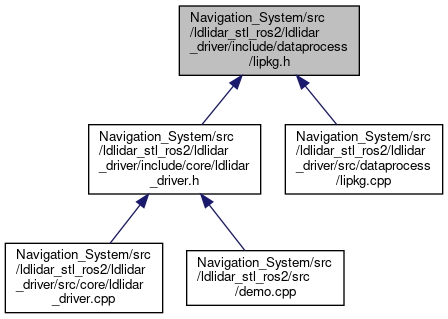 Navigation_System/src
/ldlidar_stl_ros2/ldlidar
_driver/include/dataprocess
/lipkg.h
Navigation_System/src
/ldlidar_stl_ros2/ldlidar
_driver/include/core/ldlidar
_driver.h
Navigation_System/src
/ldlidar_stl_ros2/ldlidar
_driver/src/dataprocess
/lipkg.cpp
Navigation_System/src
/ldlidar_stl_ros2/ldlidar
_driver/src/core/ldlidar
_driver.cpp
Navigation_System/src
/ldlidar_stl_ros2/src
/demo.cpp